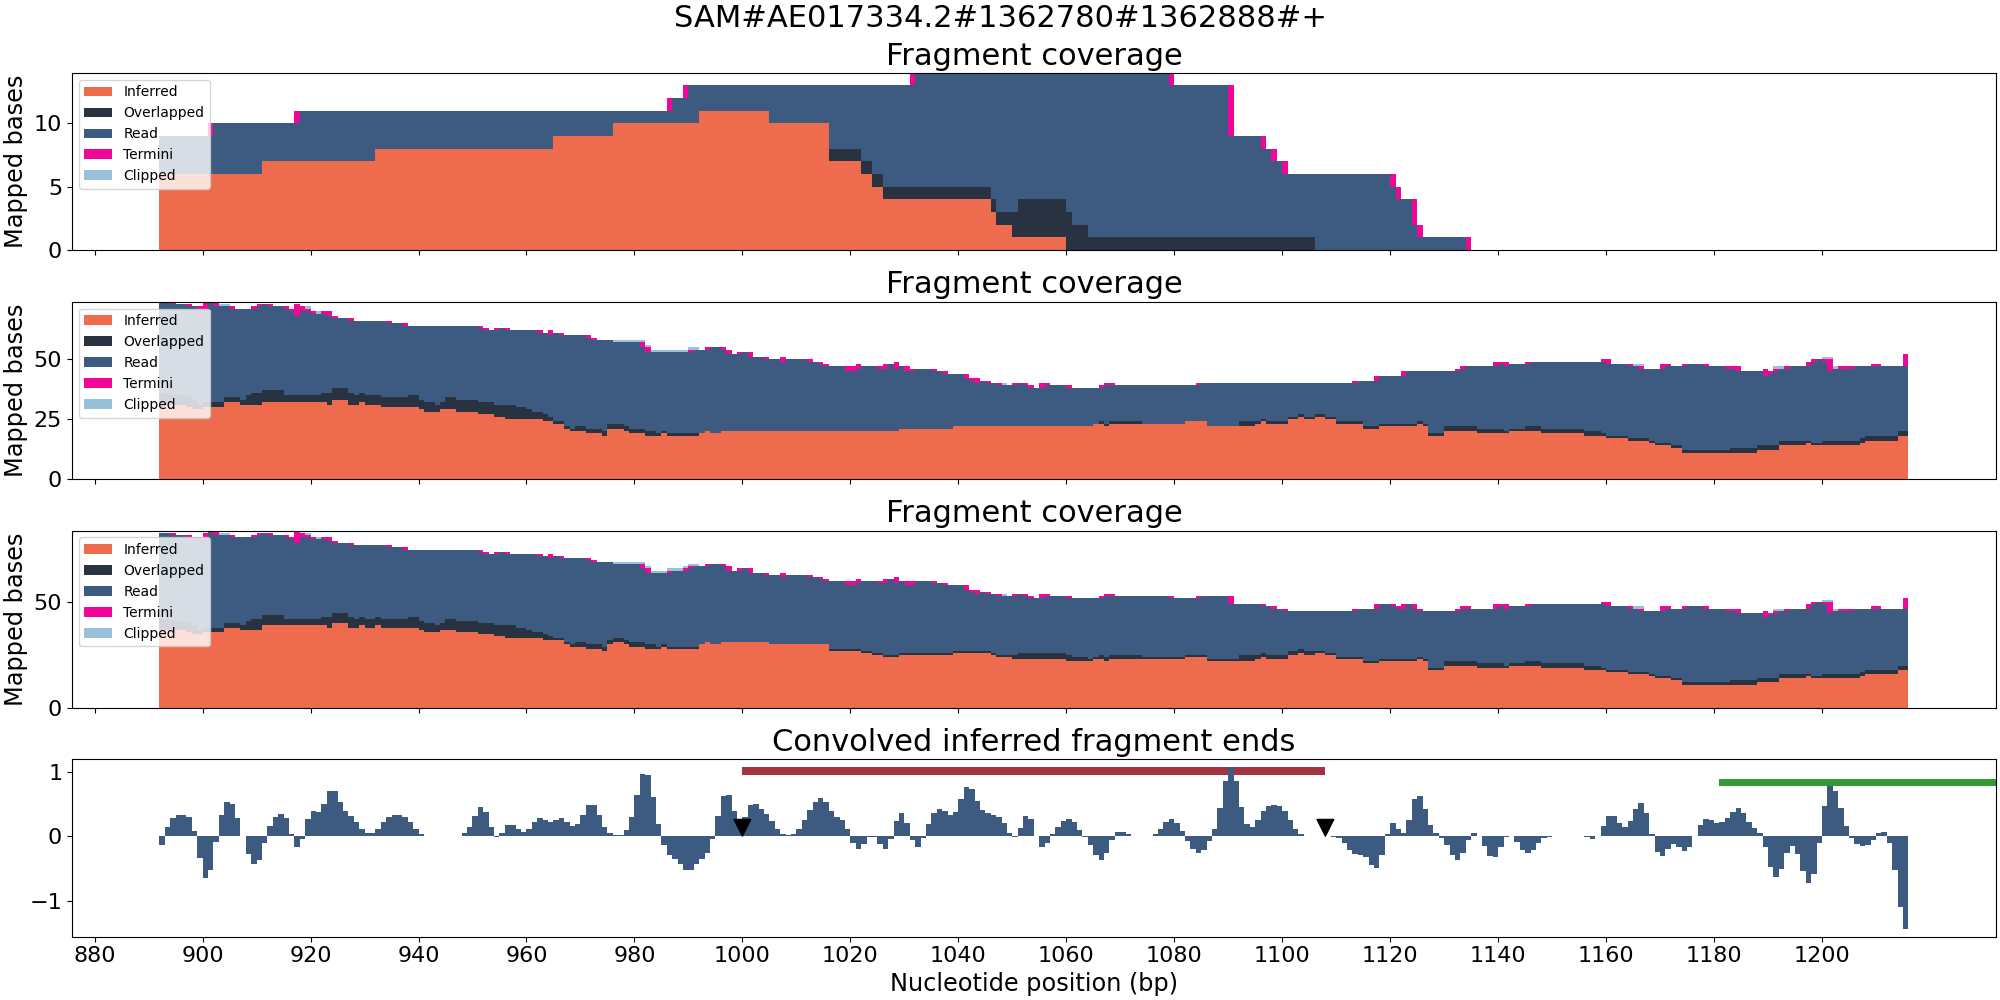 SAM#AE017334.2#1362780#1362888#+
Fragment coverage
Mapped bases
10
5
0
Inferred
Overlapped
Read
Termini
Clipped
Fragment coverage
Mapped bases
50
25
0
Inferred
Overlapped
Read
Termini
Clipped
Fragment coverage
Mapped bases
50
0
Inferred
Overlapped
Read
Termini
Clipped
Convolved inferred fragment ends
1
0
−1
880 900 920 940 960 980 1000 1020 1040 1060 1080 1100 1120 1140 1160 1180 1200
Nucleotide position (bp)